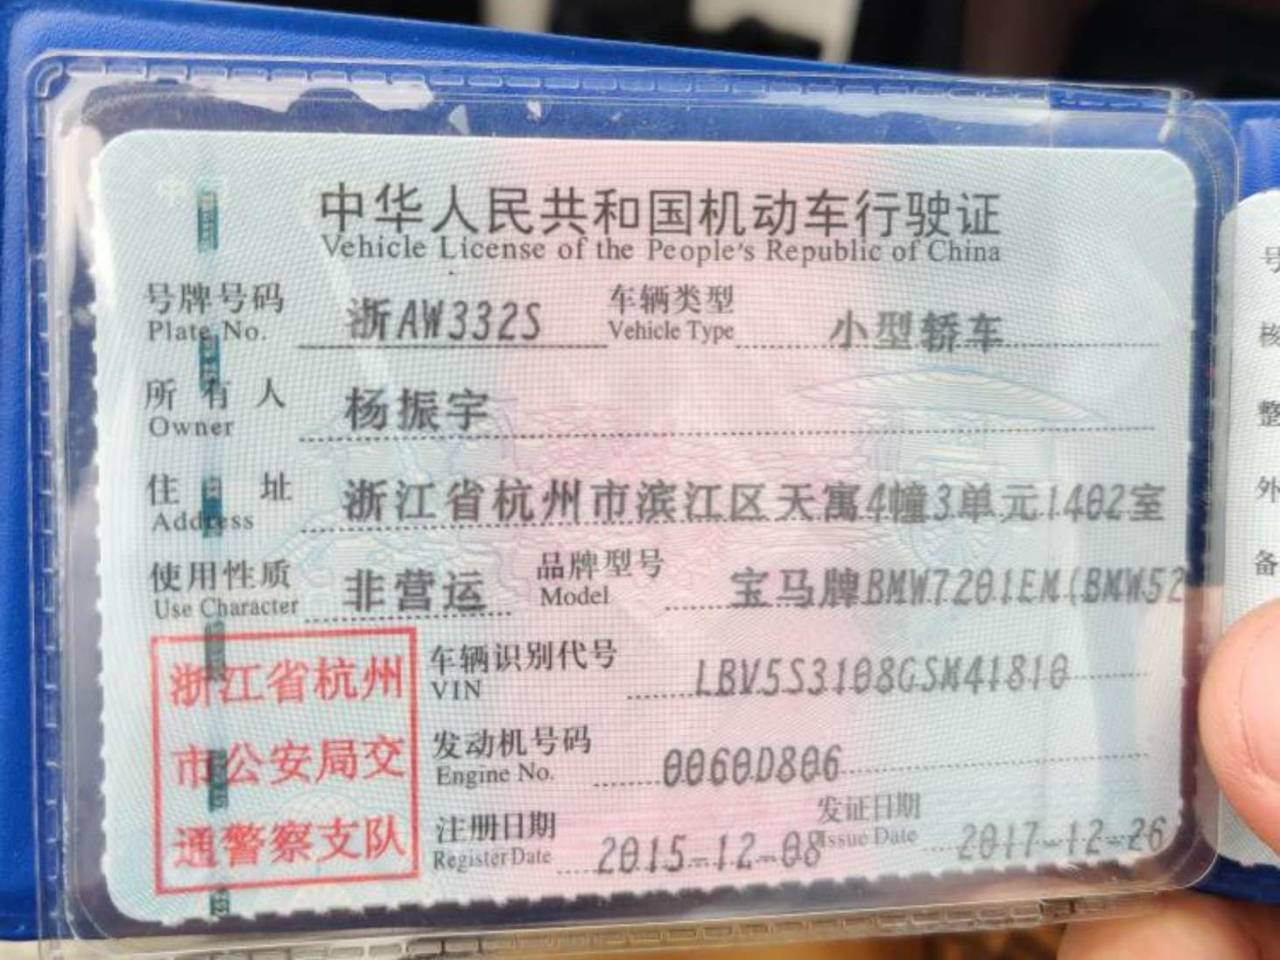 中华人民共和国机动车行驶证
Vehicle License of the People's Republic of China
号牌号码 浙AW332S 车辆类型 小型轿车
Plate No. Vehicle Type
所有人 杨振宇
Owner
住址 浙江省杭州市滨江区天寓4幢3单元1402室
Address
使用性质 非营运 品牌型号 宝马牌BMW7201EM(BMW52
Use Character Model
浙江省杭州
市公安局交
通警察支队
车辆识别代号 LBV5S3108GSM41810
VIN
发动机号码 0060D806
Engine No.
注册日期 2015-12-08 发证日期 2017-12-26
Register Date Issue Date
号
核
整
外
备